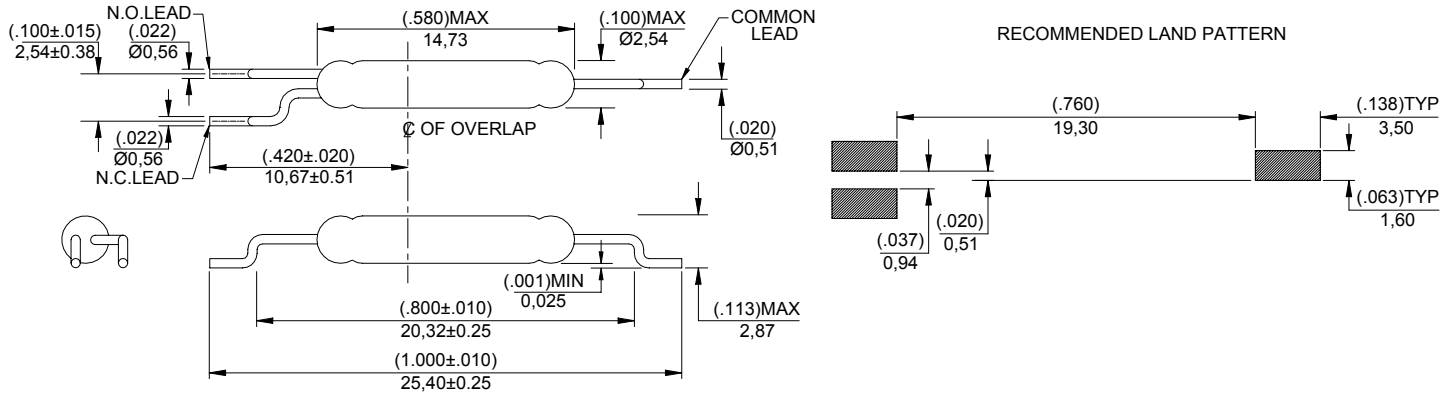 N.O.LEAD
(.100±.015)
2,54±0.38
(.022)
Ø0,56
(.580)MAX
14,73
(.100)MAX
Ø2,54
COMMON
LEAD
(.022)
Ø0,56
N.C.LEAD
℄ OF OVERLAP
(.420±.020)
10,67±0.51
(.020)
Ø0,51
(.001)MIN
0,025
(.800±.010)
20,32±0.25
(.113)MAX
2,87
(1.000±.010)
25,40±0.25
RECOMMENDED LAND PATTERN
(.760)
19,30
(.138)TYP
3,50
(.037)
0,94
(.020)
0,51
(.063)TYP
1,60